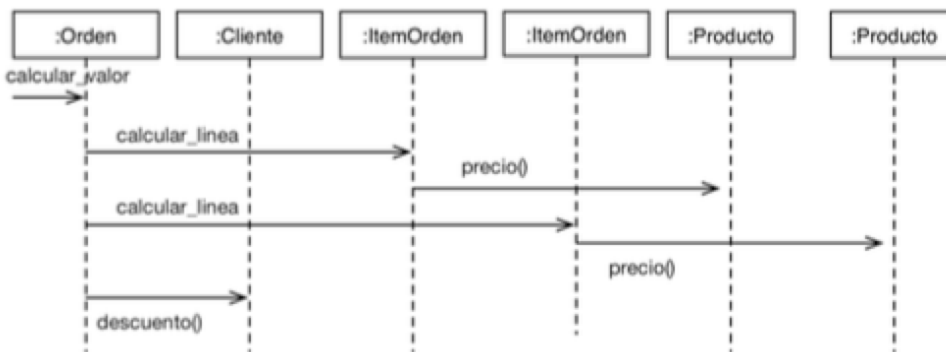 :Orden
:Cliente
:ItemOrden
:ItemOrden
:Producto
:Producto
calcular_valor
calcular_linea
precio()
calcular_linea
precio()
descuento()